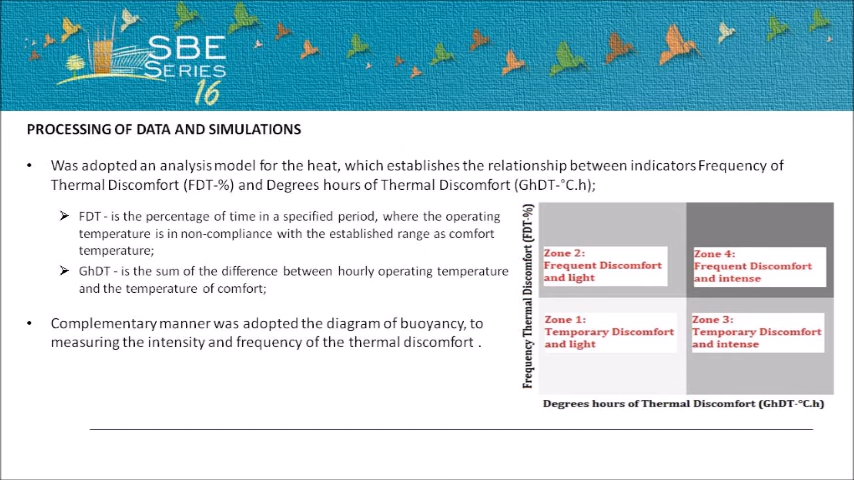 SBE
SERIES
16
PROCESSING OF DATA AND SIMULATIONS
• Was adopted an analysis model for the heat, which establishes the relationship between indicators Frequency of
Thermal Discomfort (FDT-%) and Degrees hours of Thermal Discomfort (GhDT-°C.h);
➢ FDT - is the percentage of time in a specified period, where the operating
temperature is in non-compliance with the established range as comfort
temperature;
➢ GhDT - is the sum of the difference between hourly operating temperature
and the temperature of comfort;
• Complementary manner was adopted the diagram of buoyancy, to
measuring the intensity and frequency of the thermal discomfort .
Frequency Thermal Discomfort (FDT-%)
Zone 2:
Frequent Discomfort
and light
Zone 4:
Frequent Discomfort
and intense
Zone 1:
Temporary Discomfort
and light
Zone 3:
Temporary Discomfort
and intense
Degrees hours of Thermal Discomfort (GhDT-°C.h)